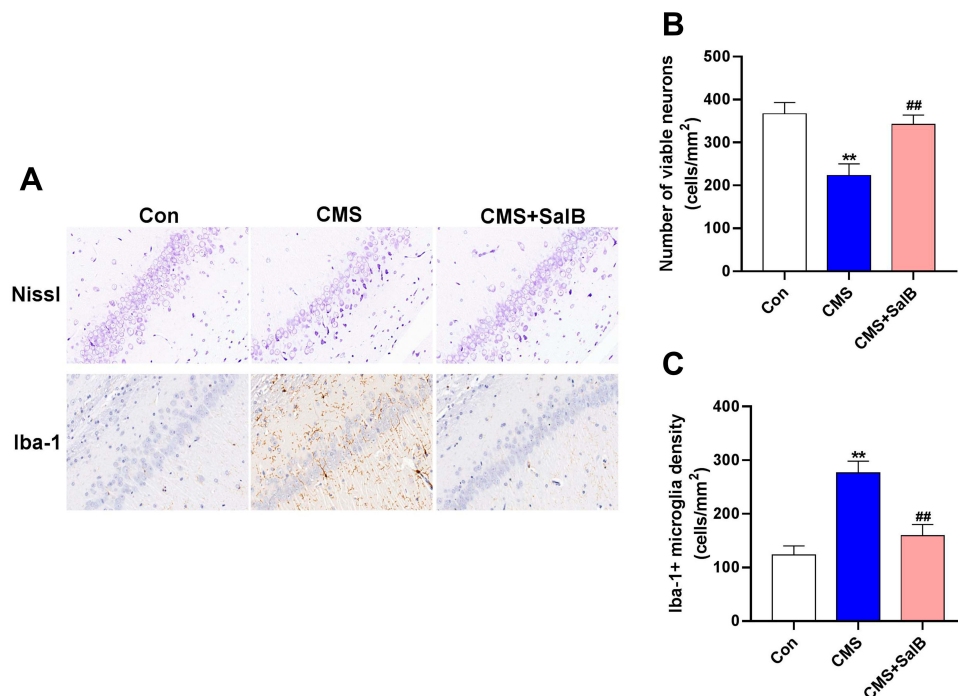 A
Con
CMS
CMS+SalB
Nissl
Iba-1
B
Number of viable neurons
(cells/mm²)
500
400
300
200
100
0
**
##
Con
CMS
CMS+SalB
C
Iba-1+ microglia density
(cells/mm²)
400
300
200
100
0
**
##
Con
CMS
CMS+SalB